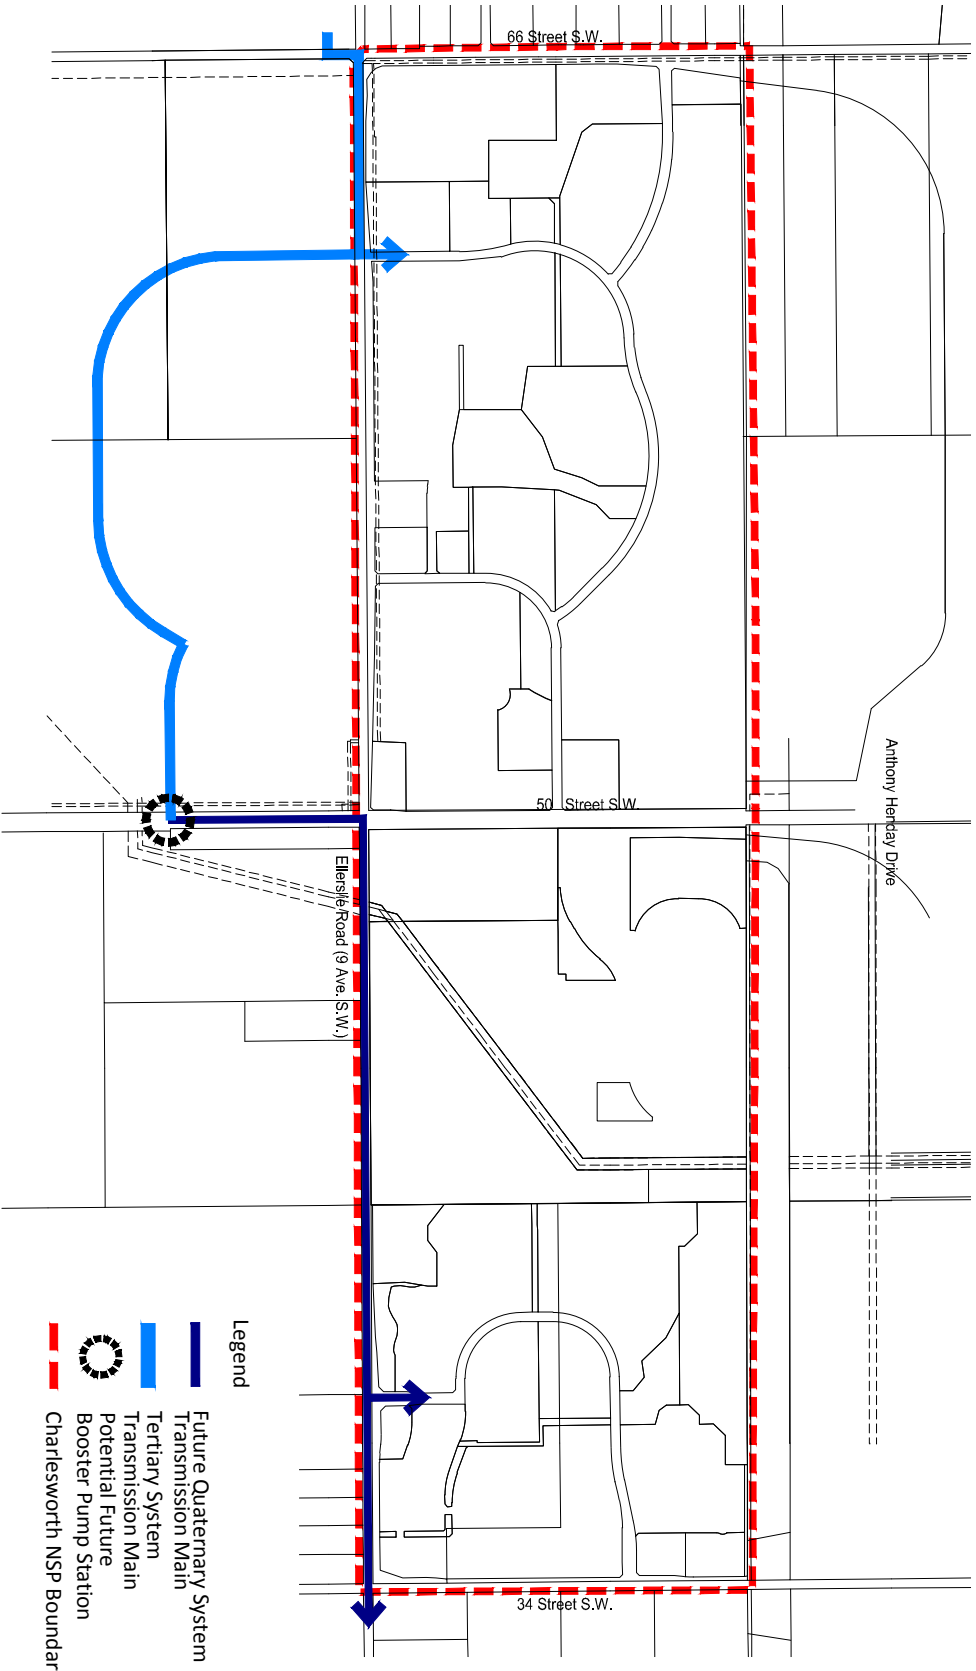 66 Street S.W.
Anthony Henday Drive
50 Street S.W.
Ellerslie Road (9 Ave. S.W.)
34 Street S.W.
Legend
Future Quaternary System
Transmission Main
Tertiary System
Transmission Main
Potential Future
Booster Pump Station
Charlesworth NSP Boundar